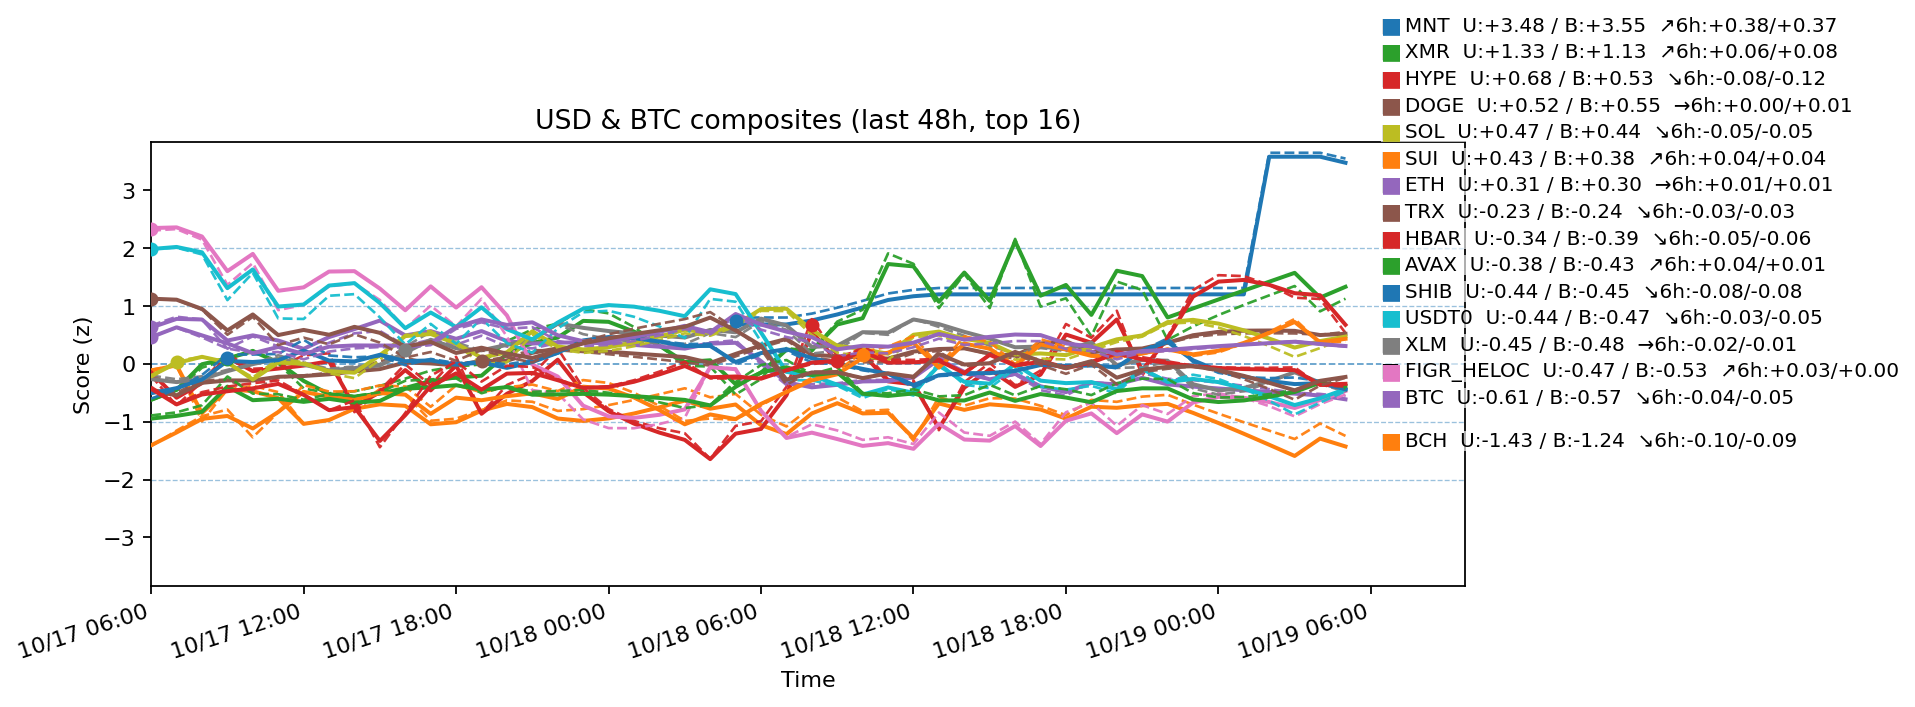 MNT  U:+3.48 / B:+3.55  ↗6h:+0.38/+0.37
XMR  U:+1.33 / B:+1.13  ↗6h:+0.06/+0.08
HYPE  U:+0.68 / B:+0.53  ↘6h:-0.08/-0.12
DOGE  U:+0.52 / B:+0.55  →6h:+0.00/+0.01
SOL  U:+0.47 / B:+0.44  ↘6h:-0.05/-0.05
SUI  U:+0.43 / B:+0.38  ↗6h:+0.04/+0.04
ETH  U:+0.31 / B:+0.30  →6h:+0.01/+0.01
TRX  U:-0.23 / B:-0.24  ↘6h:-0.03/-0.03
HBAR  U:-0.34 / B:-0.39  ↘6h:-0.05/-0.06
AVAX  U:-0.38 / B:-0.43  ↗6h:+0.04/+0.01
SHIB  U:-0.44 / B:-0.45  ↘6h:-0.08/-0.08
USDT0  U:-0.44 / B:-0.47  ↘6h:-0.03/-0.05
XLM  U:-0.45 / B:-0.48  →6h:-0.02/-0.01
FIGR_HELOC  U:-0.47 / B:-0.53  ↗6h:+0.03/+0.00
BTC  U:-0.61 / B:-0.57  ↘6h:-0.04/-0.05
BCH  U:-1.43 / B:-1.24  ↘6h:-0.10/-0.09
USD & BTC composites (last 48h, top 16)
Score (z)
3
2
1
0
−1
−2
−3
10/17 06:00
10/17 12:00
10/17 18:00
10/18 00:00
10/18 06:00
10/18 12:00
10/18 18:00
10/19 00:00
10/19 06:00
Time